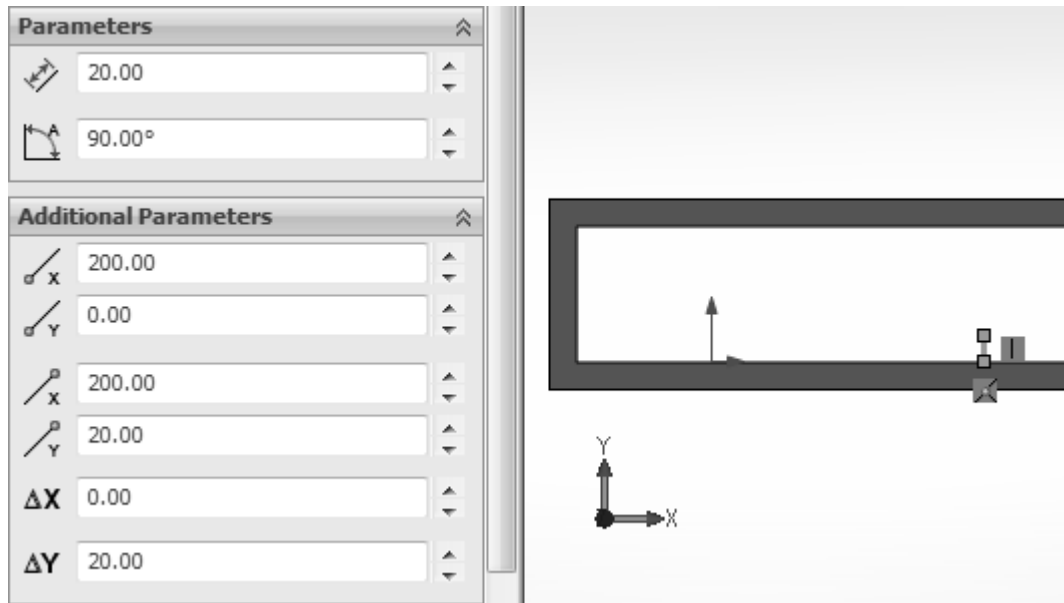 Parameters
20.00
A
90.00°
Additional Parameters
X
200.00
Y
0.00
X
200.00
Y
20.00
ΔX
0.00
ΔY
20.00
Y
X